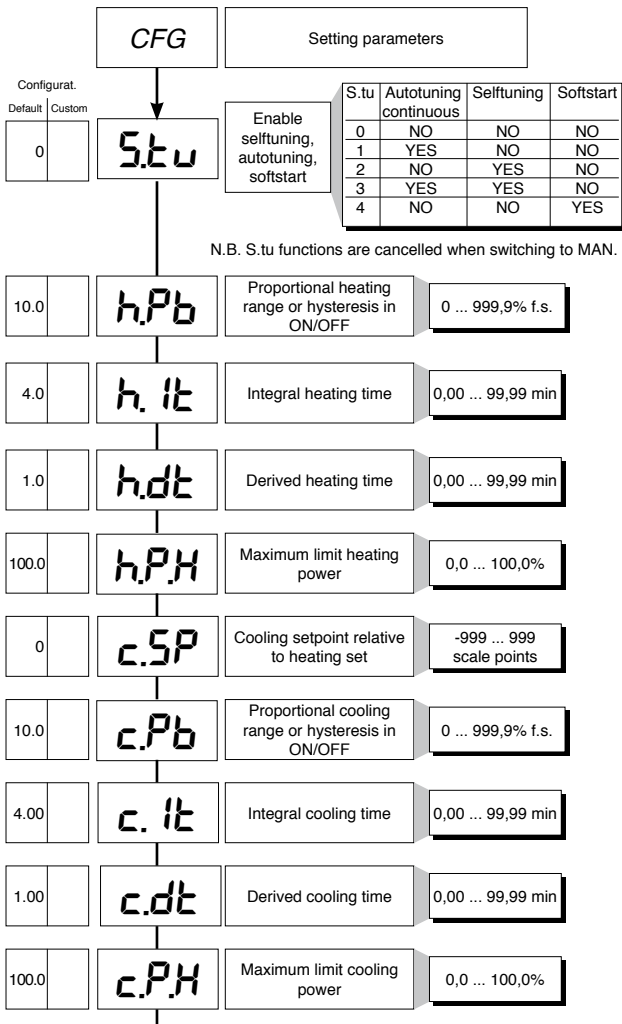 CFG
Setting parameters
Configurat.
Default Custom
0
S.tu
Enable
selftuning,
autotuning,
softstart
S.tu Autotuning Selftuning Softstart
continuous
0 NO NO NO
1 YES NO NO
2 NO YES NO
3 YES YES NO
4 NO NO YES
N.B. S.tu functions are cancelled when switching to MAN.
10.0
h.Pb
Proportional heating
range or hysteresis in
ON/OFF
0 ... 999,9% f.s.
4.0
h. It
Integral heating time
0,00 ... 99,99 min
1.0
h.dt
Derived heating time
0,00 ... 99,99 min
100.0
h.P.H
Maximum limit heating
power
0,0 ... 100,0%
0
c.SP
Cooling setpoint relative
to heating set
-999 ... 999
scale points
10.0
c.Pb
Proportional cooling
range or hysteresis in
ON/OFF
0 ... 999,9% f.s.
4.00
c. It
Integral cooling time
0,00 ... 99,99 min
1.00
c.dt
Derived cooling time
0,00 ... 99,99 min
100.0
c.P.H
Maximum limit cooling
power
0,0 ... 100,0%